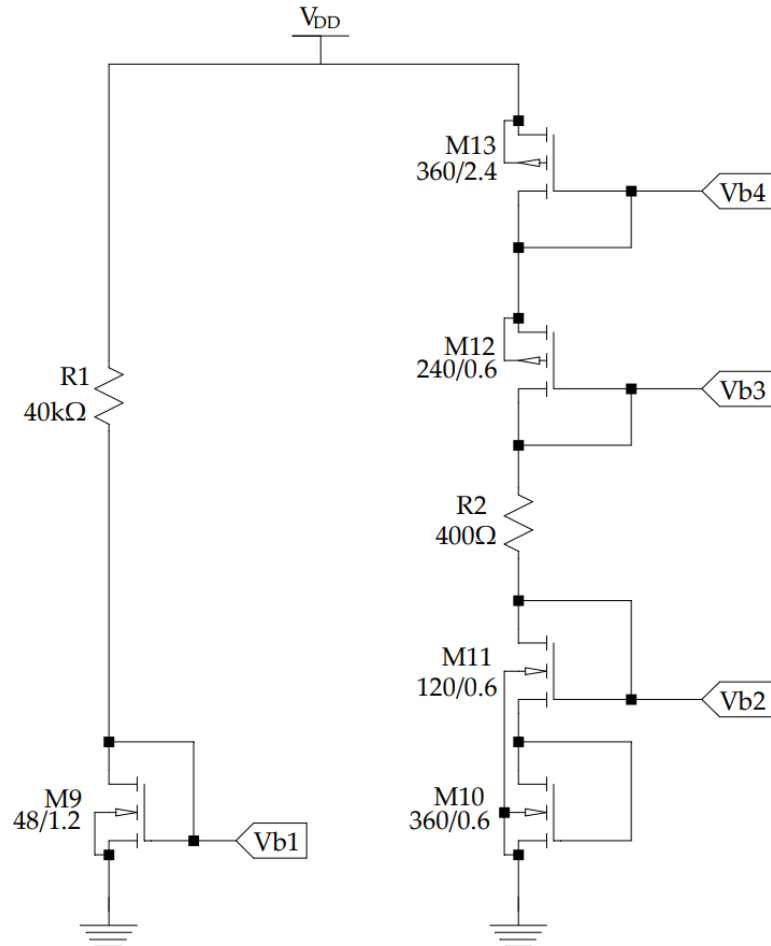 VDD
M13
360/2.4
Vb4
M12
240/0.6
Vb3
R1
40kΩ
R2
400Ω
M11
120/0.6
Vb2
M9
48/1.2
Vb1
M10
360/0.6